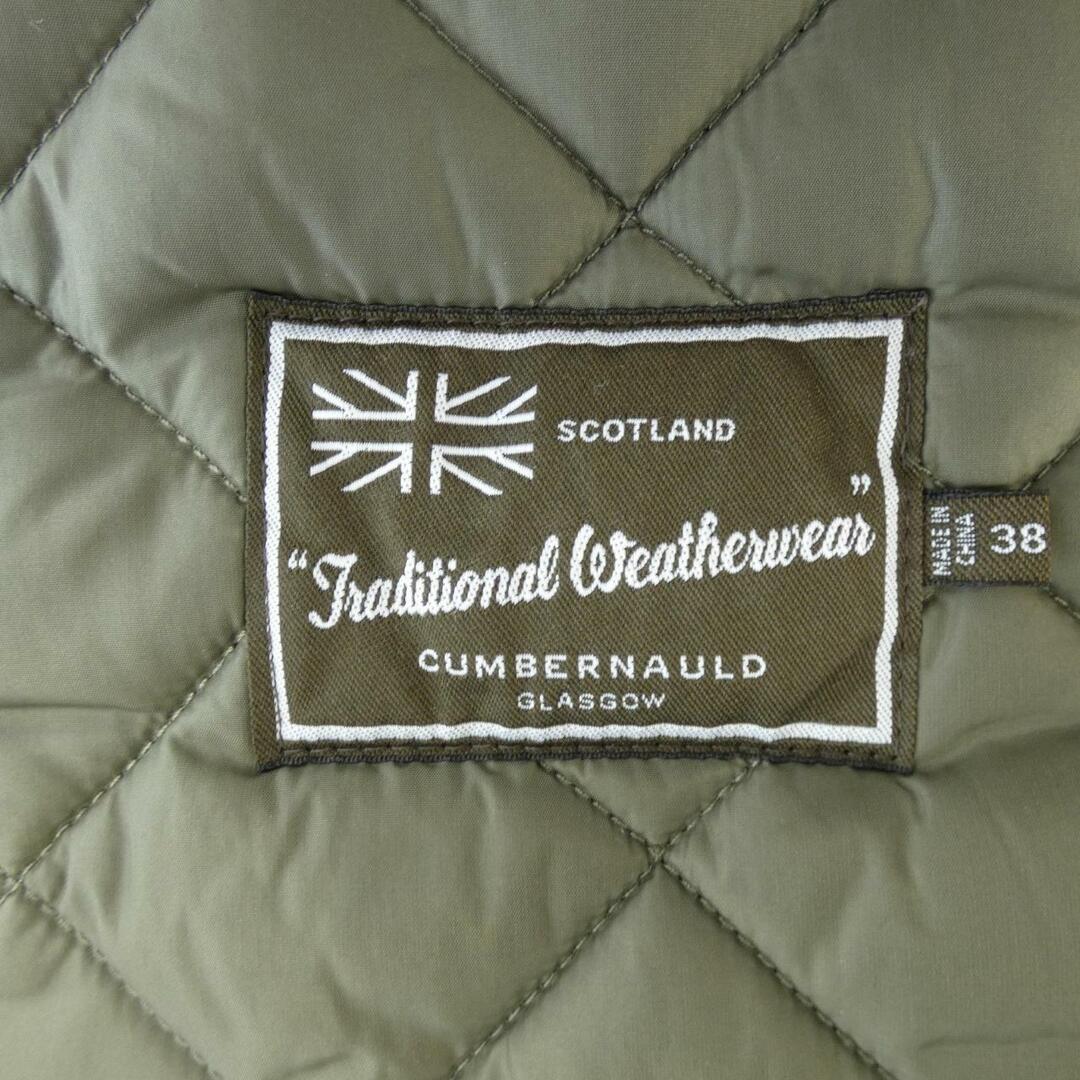 SCOTLAND
"Traditional Weatherwear"
CUMBERNAULD
GLASGOW
MADE IN
CHINA
38